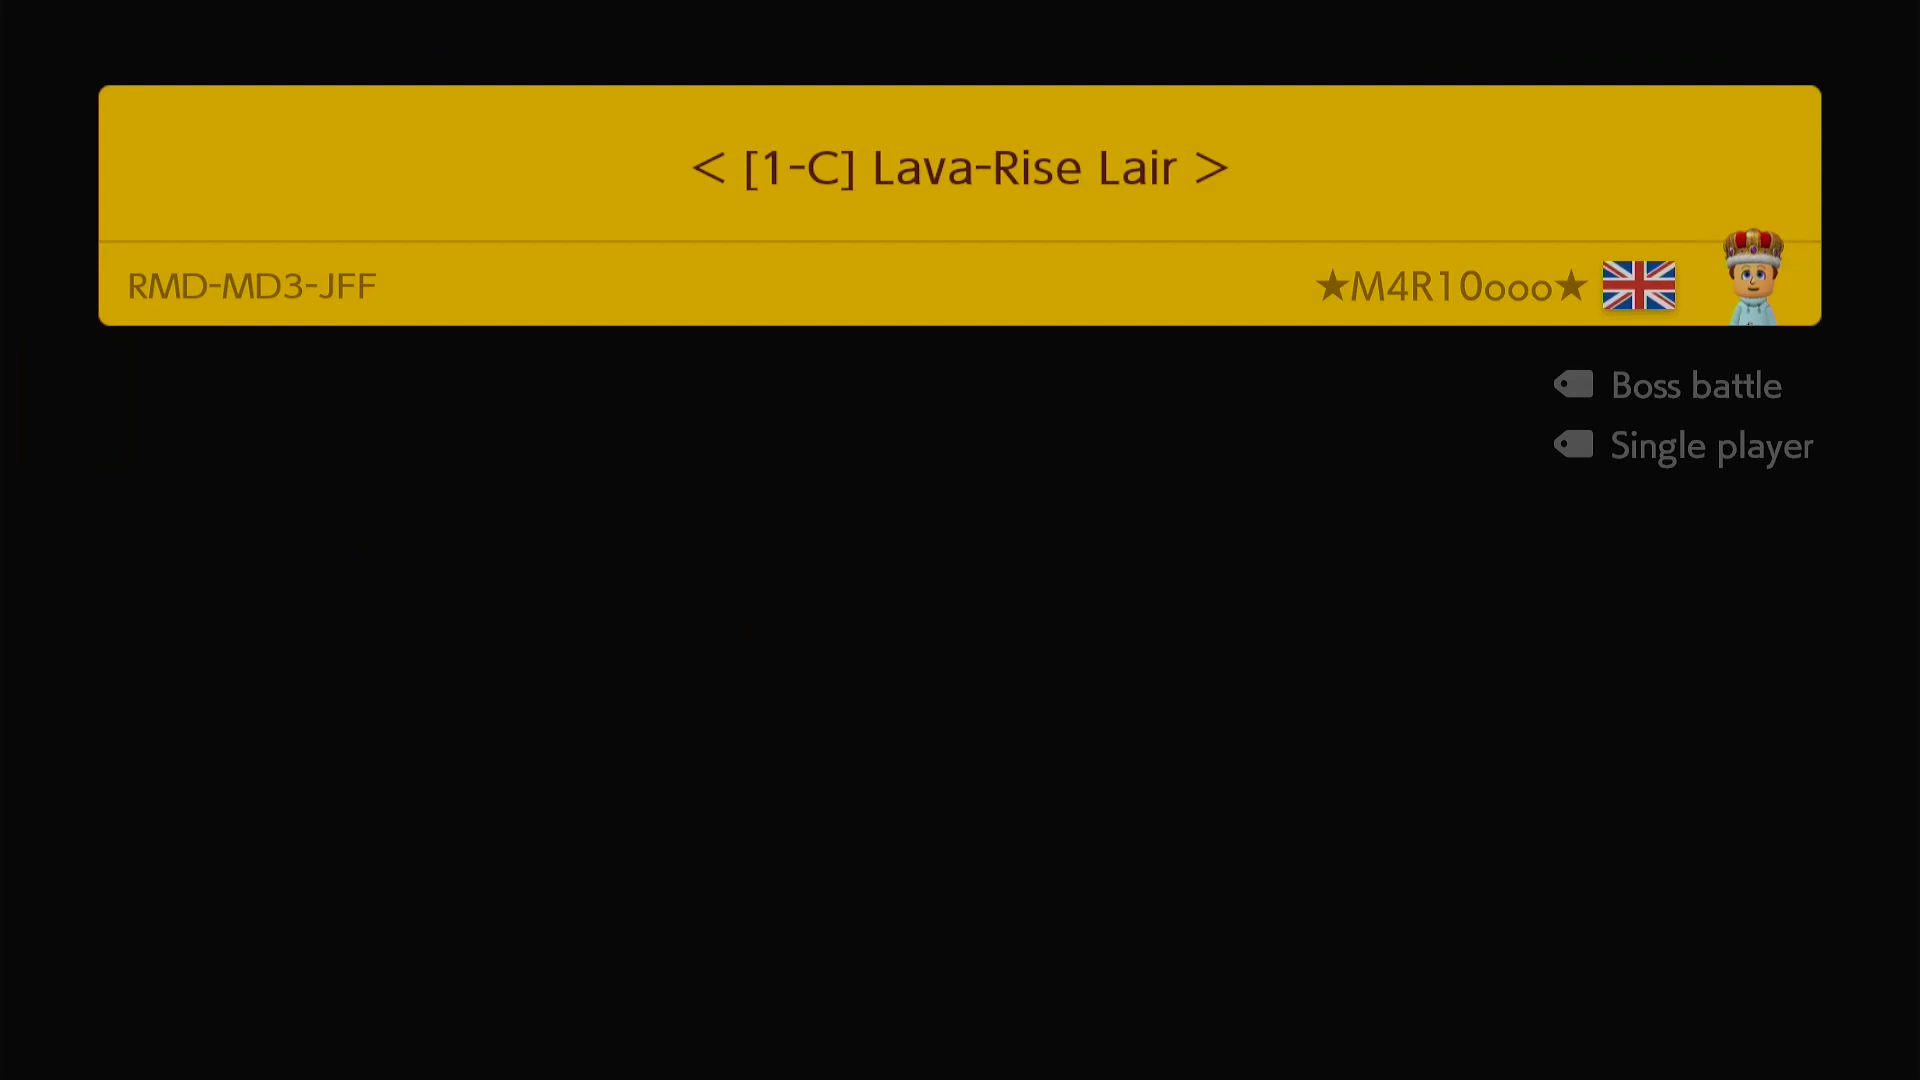 < [1-C] Lava-Rise Lair >
RMD-MD3-JFF
★M4R10ooo★
Boss battle
Single player